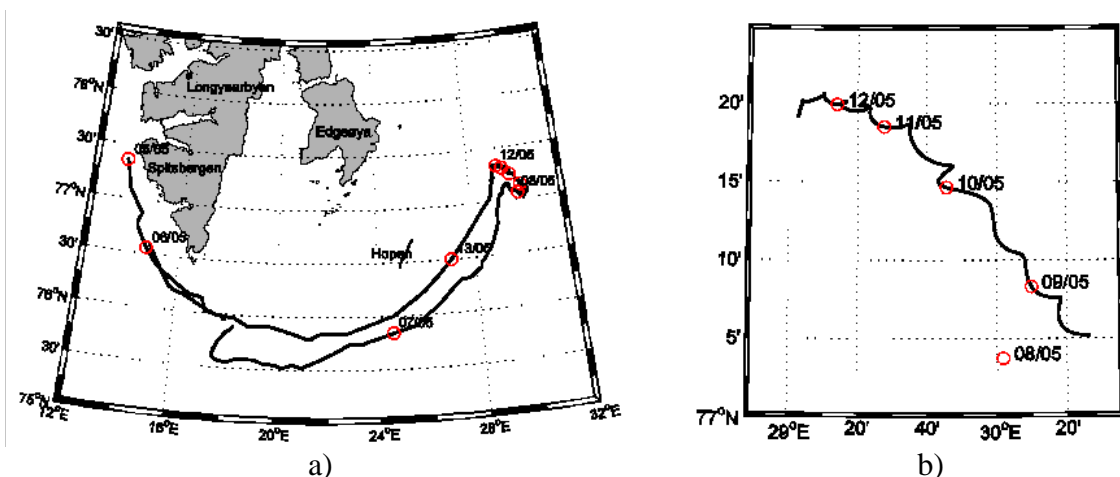 30'
78°N
30'
77°N
30'
76°N
30'
75°N
12°E
16°E
20°E
24°E
28°E
32°E
Longyearbyen
Edgeøya
Spitsbergen
Hopen
05/05
06/05
07/05
08/05
12/05
13/05
a)
20'
15'
10'
5'
77°N
29°E
20'
40'
30°E
20'
12/05
11/05
10/05
09/05
08/05
b)